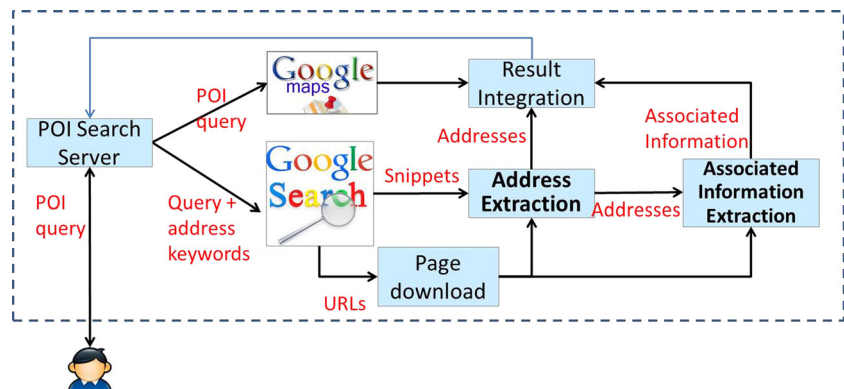 Google
maps
POI
query
Result
Integration
POI Search
Server
Addresses
Associated
Information
Google
Search
Snippets
Address
Extraction
Addresses
Associated
Information
Extraction
POI
query
Query +
address
keywords
URLs
Page
download